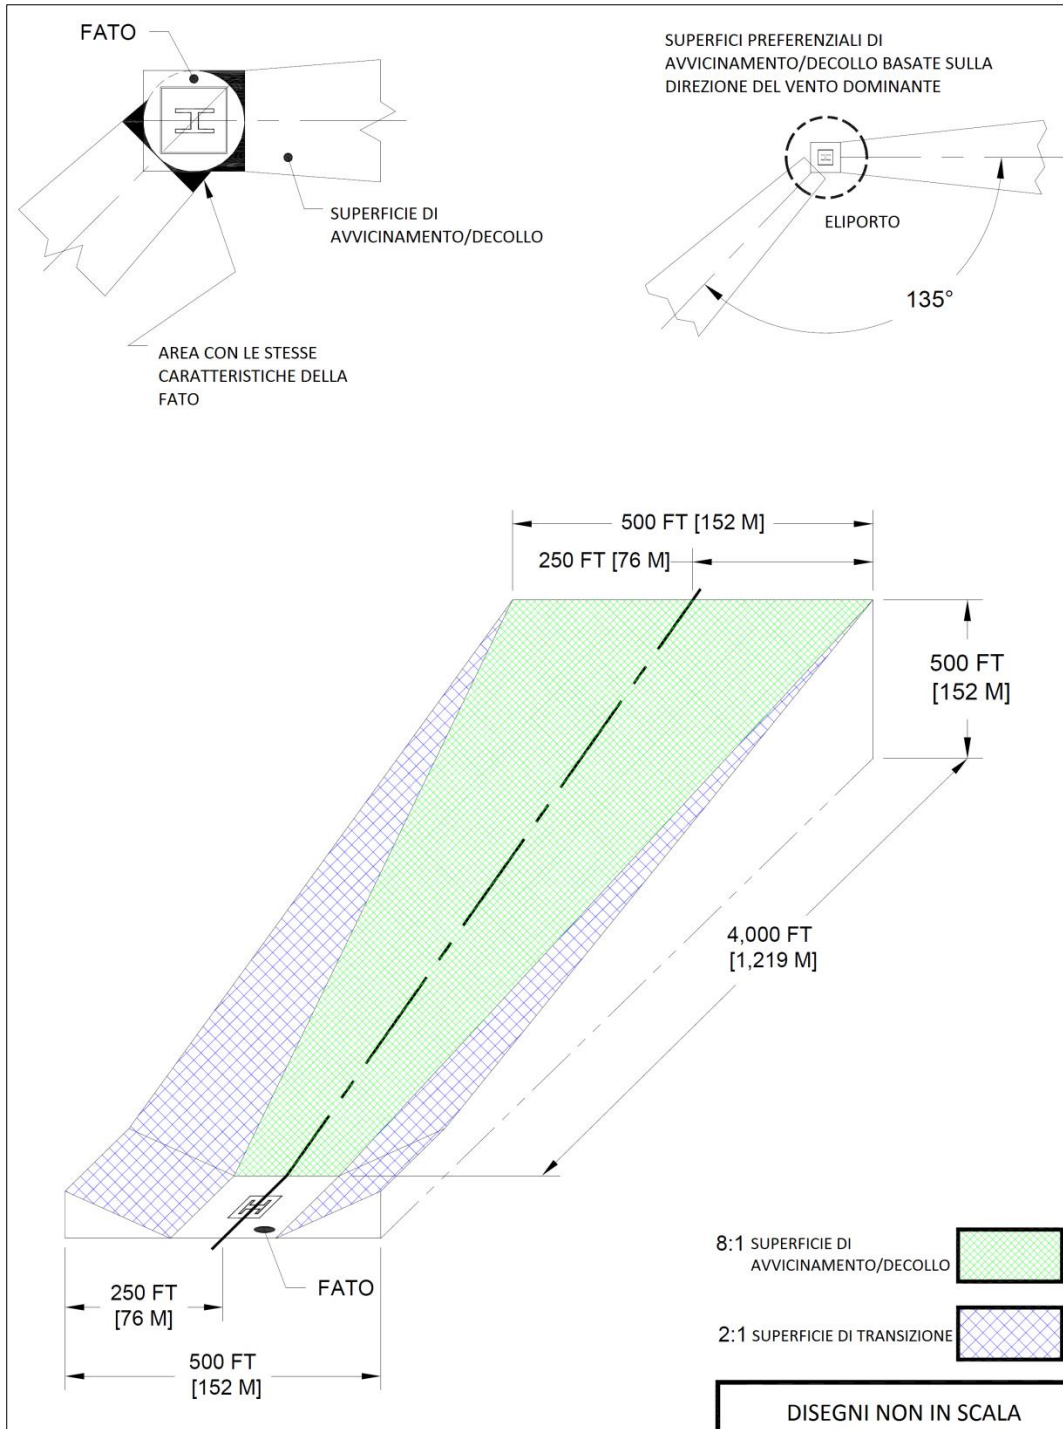 FATO
SUPERFICIE DI
AVVICINAMENTO/DECOLLO
AREA CON LE STESSE
CARATTERISTICHE DELLA
FATO
SUPERFICI PREFERENZIALI DI
AVVICINAMENTO/DECOLLO BASATE SULLA
DIREZIONE DEL VENTO DOMINANTE
ELIPORTO
135°
500 FT [152 M]
250 FT [76 M]
500 FT
[152 M]
4,000 FT
[1,219 M]
FATO
250 FT
[76 M]
500 FT
[152 M]
8:1 SUPERFICIE DI
AVVICINAMENTO/DECOLLO
2:1 SUPERFICIE DI TRANSIZIONE
DISEGNI NON IN SCALA